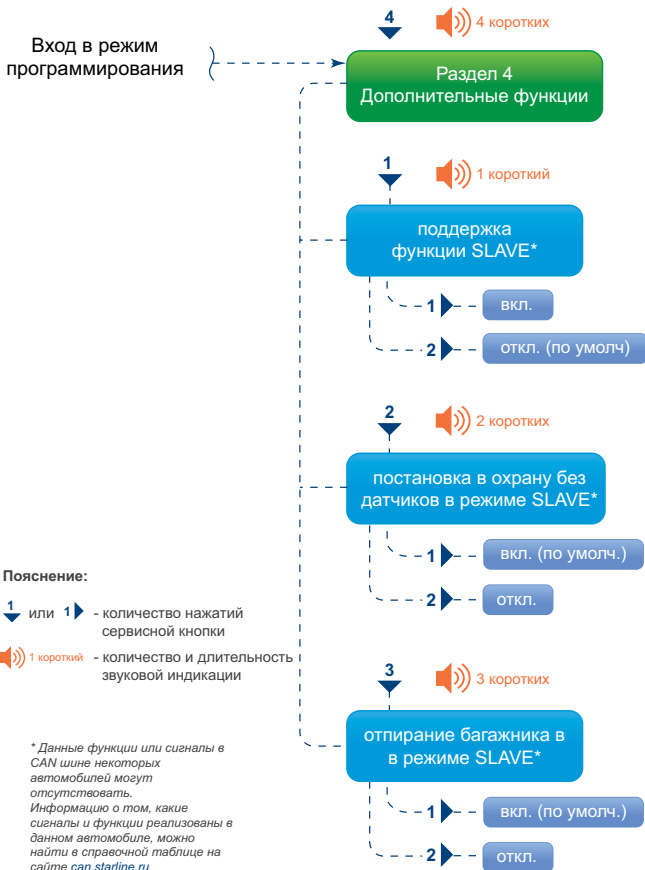 4
4 коротких
Вход в режим
программирования
Раздел 4
Дополнительные функции
1
1 короткий
поддержка
функции SLAVE*
1
вкл.
2
откл. (по умолч)
2
2 коротких
постановка в охрану без
датчиков в режиме SLAVE*
1
вкл. (по умолч.)
2
откл.
Пояснение:
1 или 1 - количество нажатий
сервисной кнопки
1 короткий - количество и длительность
звуковой индикации
3
3 коротких
отпирание багажника в
в режиме SLAVE*
1
вкл. (по умолч.)
2
откл.
* Данные функции или сигналы в
CAN шине некоторых
автомобилей могут
отсутствовать.
Информацию о том, какие
сигналы и функции реализованы в
данном автомобиле, можно
найти в справочной таблице на
сайте can.starline.ru